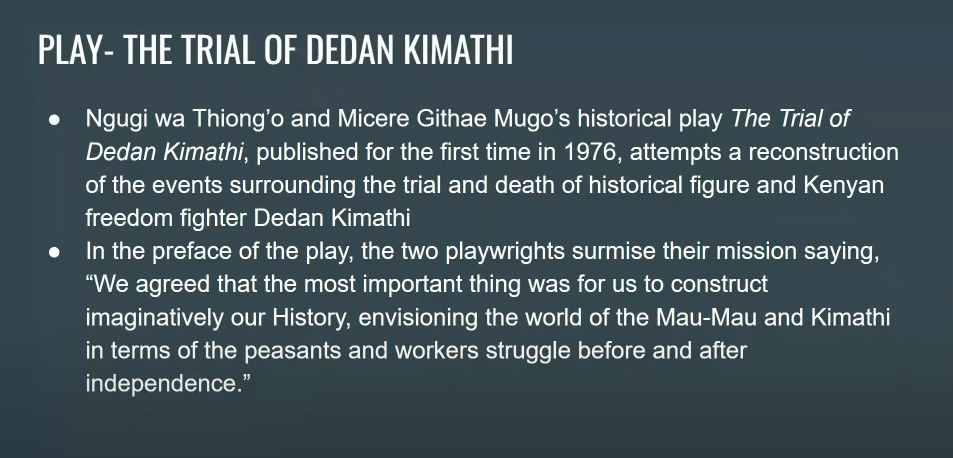 PLAY- THE TRIAL OF DEDAN KIMATHI
● Ngugi wa Thiong’o and Micere Githae Mugo’s historical play The Trial of
Dedan Kimathi, published for the first time in 1976, attempts a reconstruction
of the events surrounding the trial and death of historical figure and Kenyan
freedom fighter Dedan Kimathi
● In the preface of the play, the two playwrights surmise their mission saying,
“We agreed that the most important thing was for us to construct
imaginatively our History, envisioning the world of the Mau-Mau and Kimathi
in terms of the peasants and workers struggle before and after
independence.”